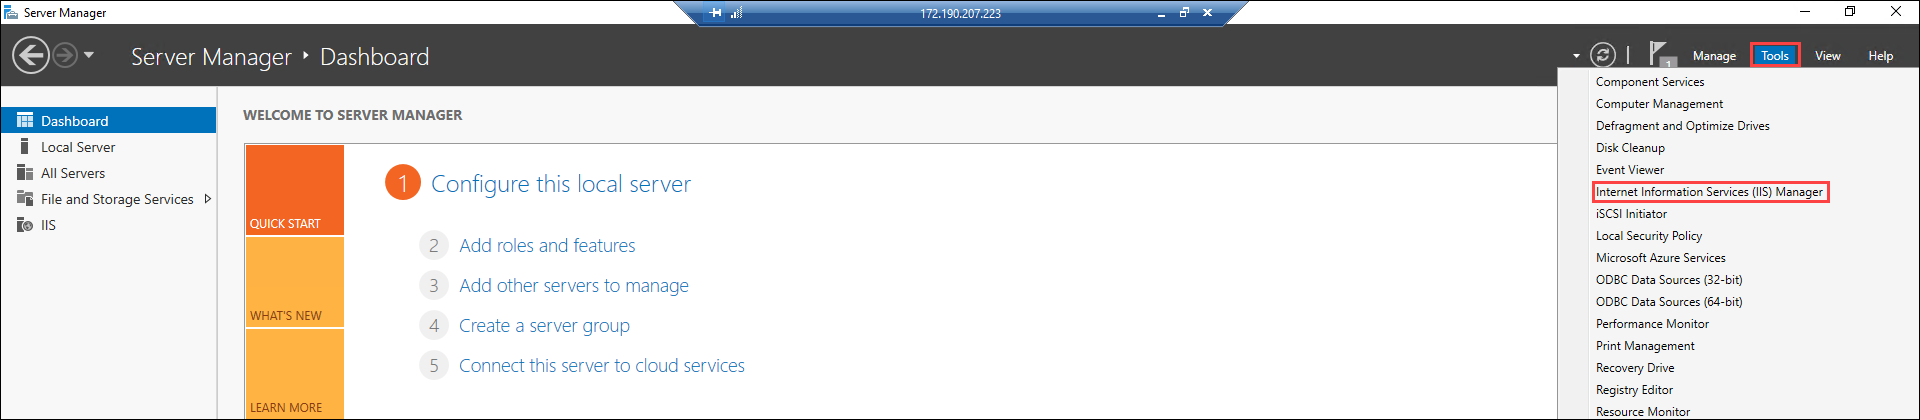 Server Manager
172.190.207.223
Server Manager ‣ Dashboard
1
Manage
Tools
View
Help
Dashboard
Local Server
All Servers
File and Storage Services
IIS
WELCOME TO SERVER MANAGER
QUICK START
WHAT'S NEW
LEARN MORE
1 Configure this local server
2 Add roles and features
3 Add other servers to manage
4 Create a server group
5 Connect this server to cloud services
Component Services
Computer Management
Defragment and Optimize Drives
Disk Cleanup
Event Viewer
Internet Information Services (IIS) Manager
iSCSI Initiator
Local Security Policy
Microsoft Azure Services
ODBC Data Sources (32-bit)
ODBC Data Sources (64-bit)
Performance Monitor
Print Management
Recovery Drive
Registry Editor
Resource Monitor